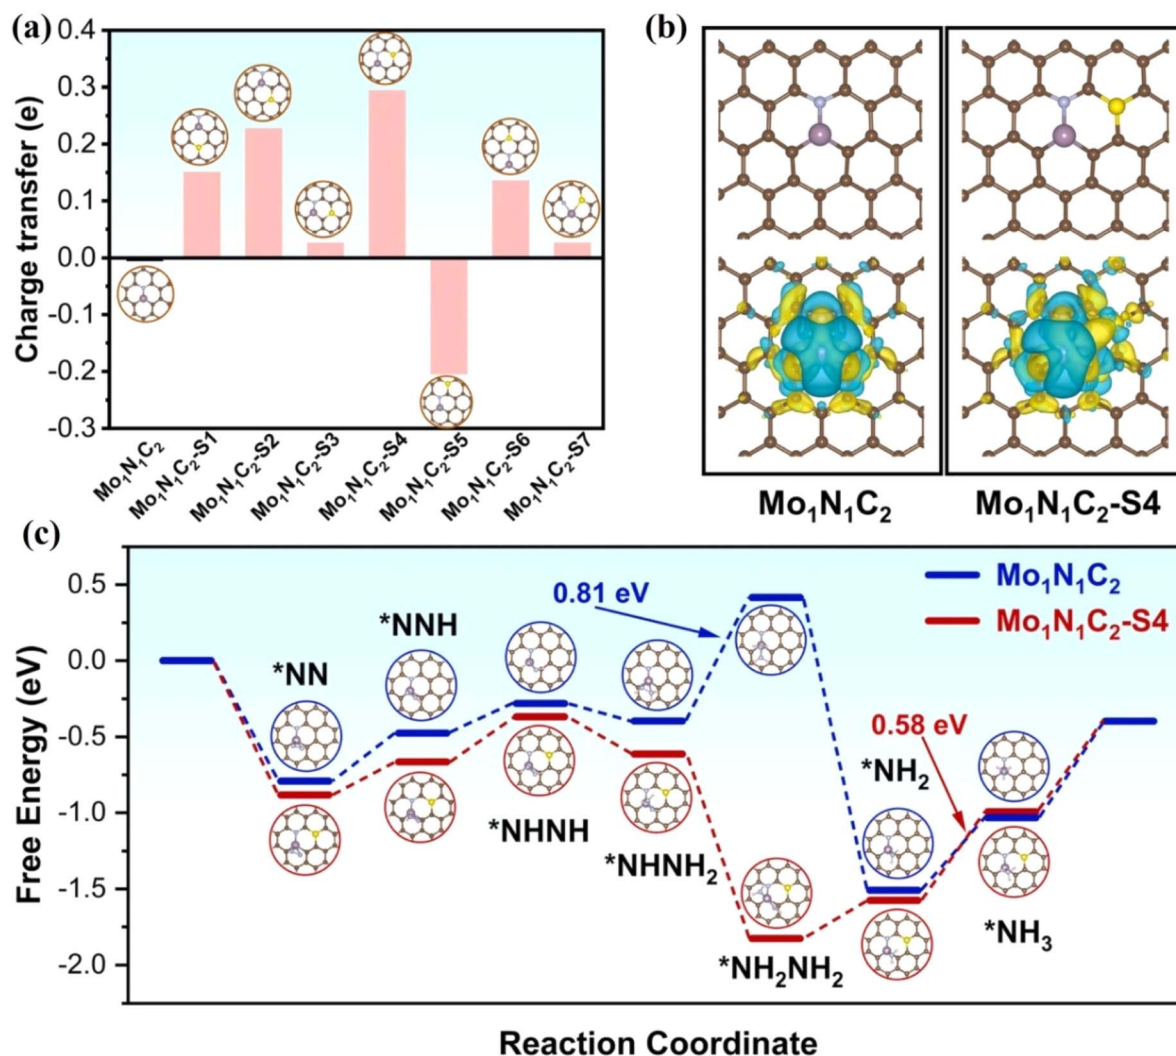 (a)
Charge transfer (e)
0.4
0.3
0.2
0.1
0.0
-0.1
-0.2
-0.3
Mo₁N₁C₂
Mo₁N₁C₂-S1
Mo₁N₁C₂-S2
Mo₁N₁C₂-S3
Mo₁N₁C₂-S4
Mo₁N₁C₂-S5
Mo₁N₁C₂-S6
Mo₁N₁C₂-S7
(b)
Mo₁N₁C₂
Mo₁N₁C₂-S4
(c)
Free Energy (eV)
0.5
0.0
-0.5
-1.0
-1.5
-2.0
Mo₁N₁C₂
Mo₁N₁C₂-S4
0.81 eV
0.58 eV
*NN
*NNH
*NHNH
*NHNH₂
*NH₂NH₂
*NH₂
*NH₃
Reaction Coordinate